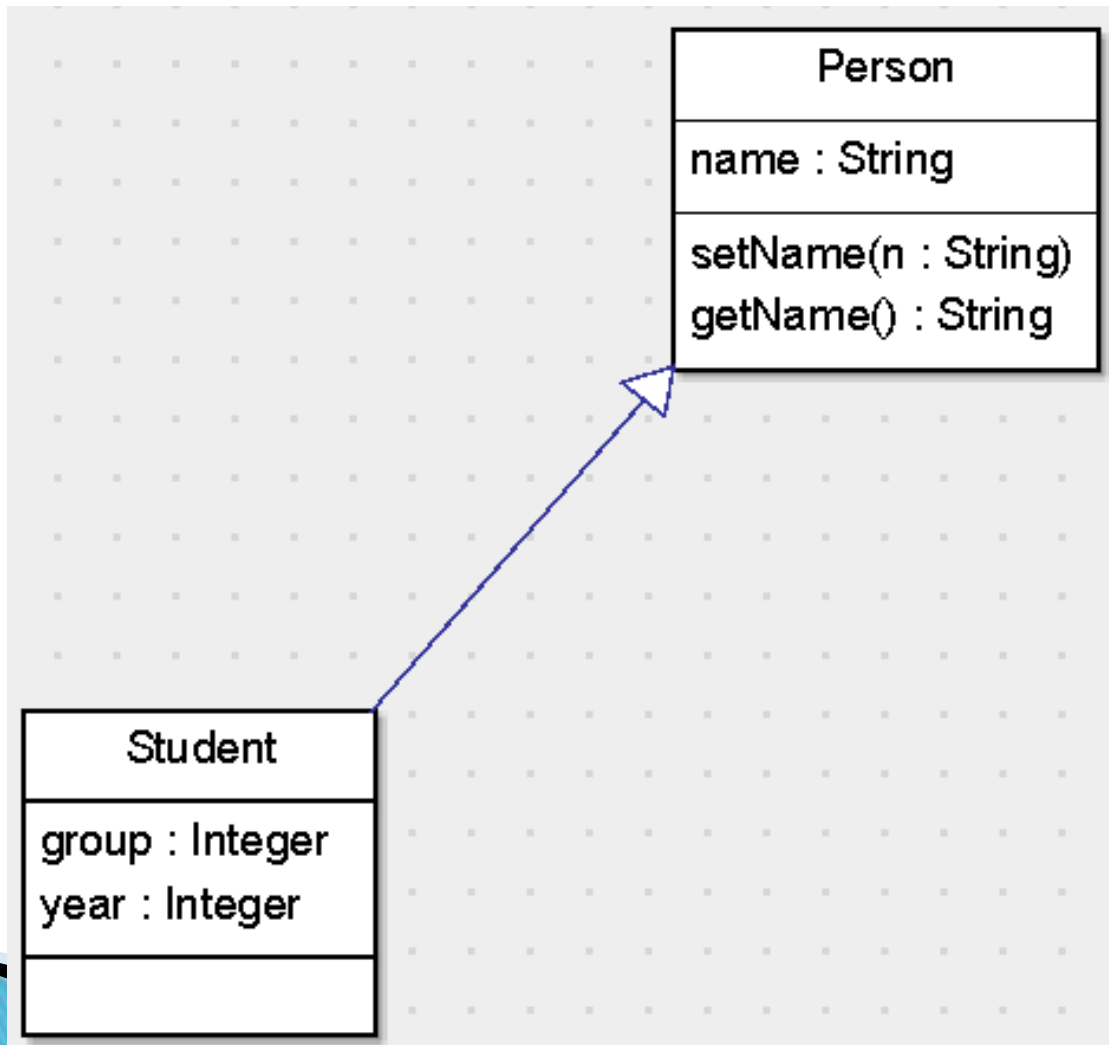 Person
name : String
setName(n : String)
getName() : String
Student
group : Integer
year : Integer